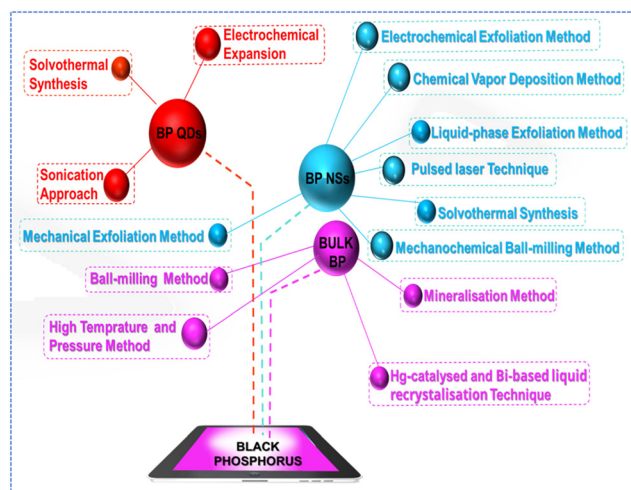 Electrochemical
Expansion
Solvothermal
Synthesis
BP QDs
Sonication
Approach
Electrochemical Exfoliation Method
Chemical Vapor Deposition Method
Liquid-phase Exfoliation Method
Pulsed laser Technique
BP NSs
Solvothermal Synthesis
Mechanochemical Ball-milling Method
Mechanical Exfoliation Method
BULK
BP
Ball-milling Method
High Temprature and
Pressure Method
Mineralisation Method
Hg-catalysed and Bi-based liquid
recrystalisation Technique
BLACK
PHOSPHORUS